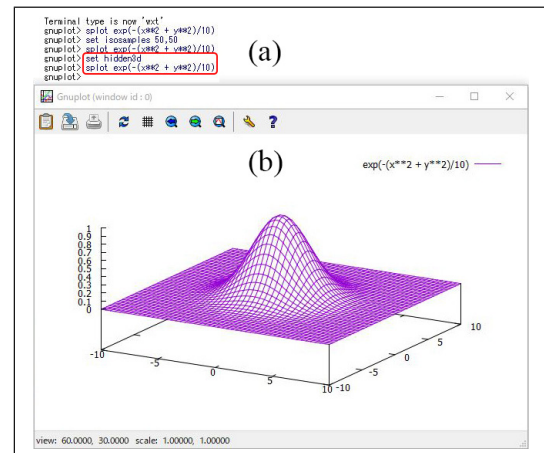 Terminal type is now 'wxt'
gnuplot> splot exp(-(x**2 + y**2)/10)
gnuplot> set isosamples 50,50
gnuplot> splot exp(-(x**2 + y**2)/10)
gnuplot> set hidden3d
gnuplot> splot exp(-(x**2 + y**2)/10)
gnuplot>
(a)
Gnuplot (window id : 0)
(b)
exp(-(x**2 + y**2)/10)
1
0.9
0.8
0.7
0.6
0.5
0.4
0.3
0.2
0.1
0
-10
-5
0
5
10
-10
-5
0
5
10
view: 60.0000, 30.0000 scale: 1.00000, 1.00000